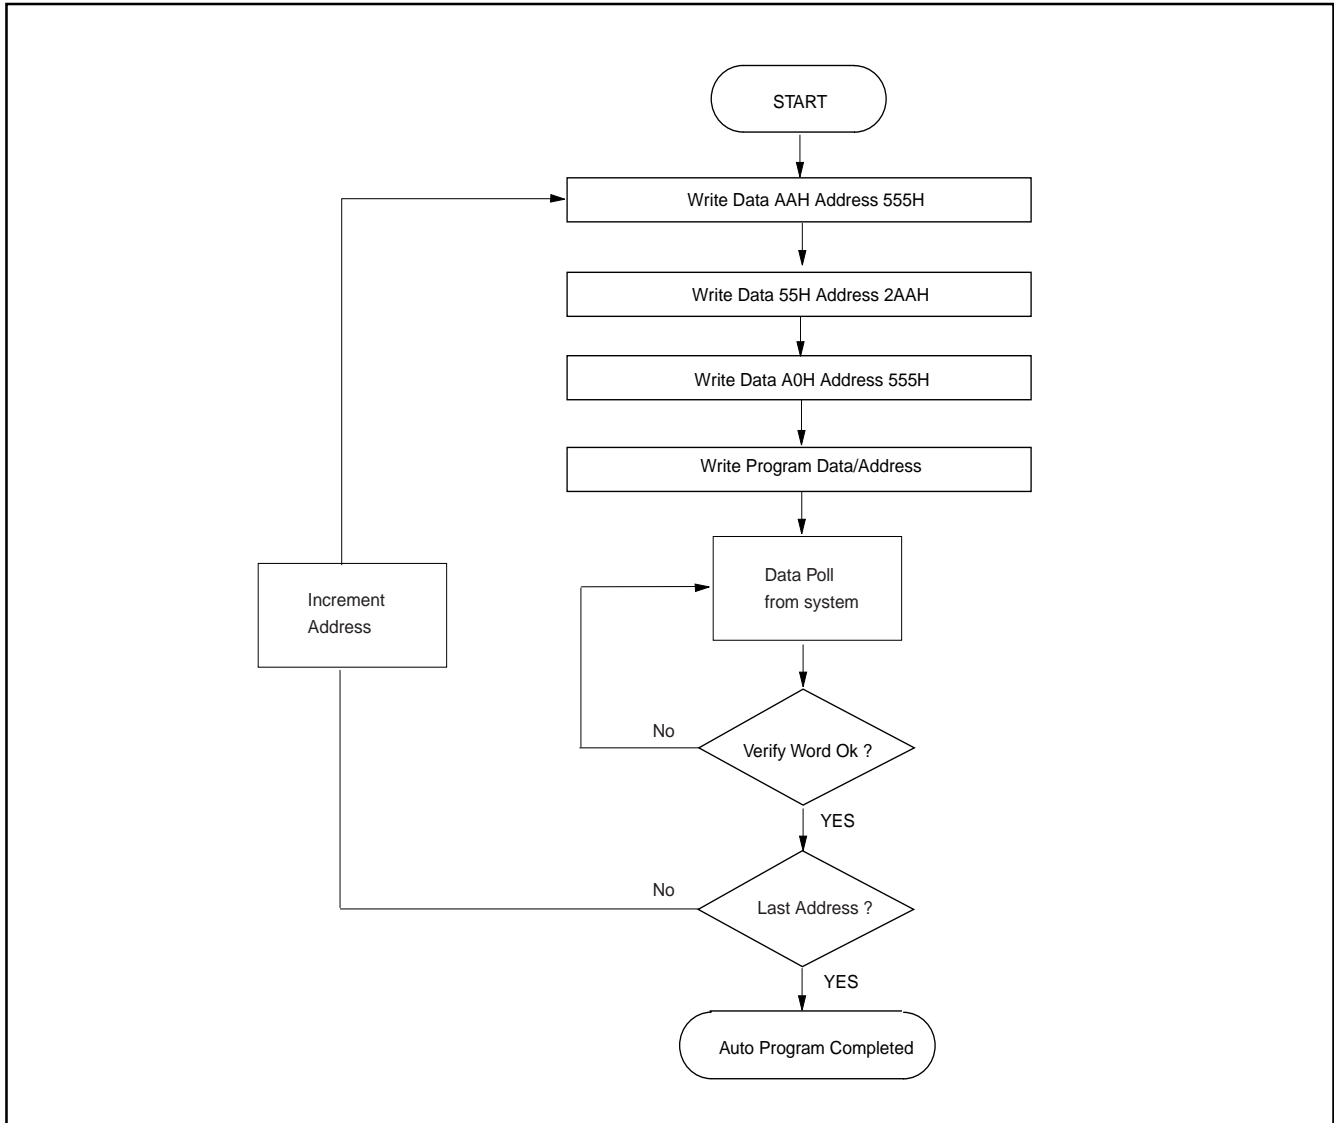 START
Write Data AAH Address 555H
Write Data 55H Address 2AAH
Write Data A0H Address 555H
Write Program Data/Address
Data Poll
from system
Increment
Address
No
Verify Word Ok ?
YES
No
Last Address ?
YES
Auto Program Completed